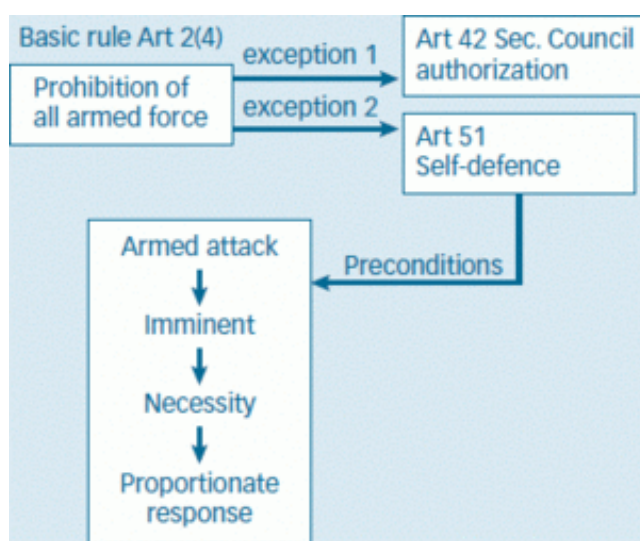 Basic rule Art 2(4)
Prohibition of
all armed force
exception 1
exception 2
Art 42 Sec. Council
authorization
Art 51
Self-defence
Preconditions
Armed attack
Imminent
Necessity
Proportionate
response